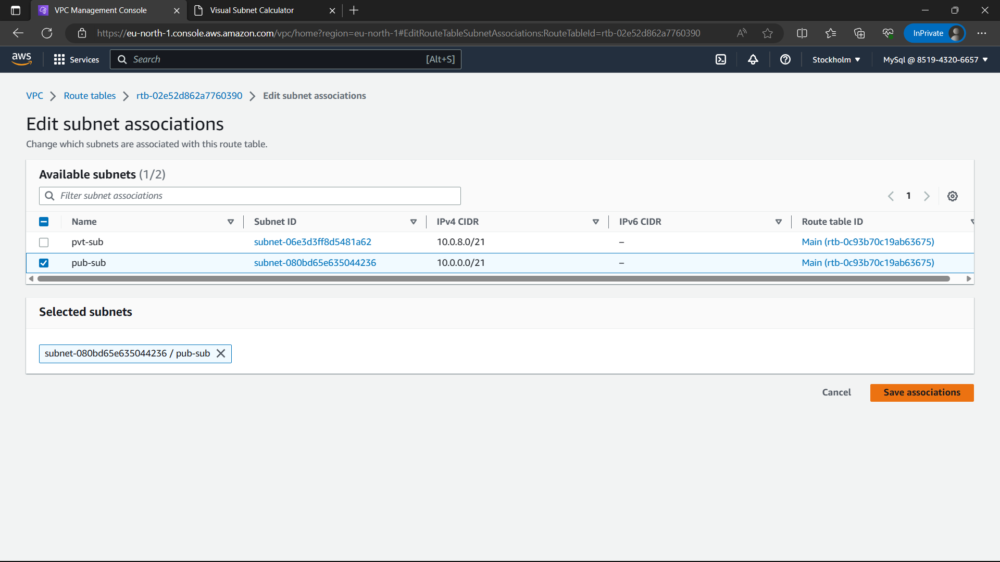 VPC Management Console
Visual Subnet Calculator
https://eu-north-1.console.aws.amazon.com/vpc/home?region=eu-north-1#EditRouteTableSubnetAssociations:RouteTableId=rtb-02e52d862a7760390
InPrivate
aws
Services
Search
[Alt+S]
Stockholm
MySql @ 8519-4320-6657
VPC
Route tables
rtb-02e52d862a7760390
Edit subnet associations
Edit subnet associations
Change which subnets are associated with this route table.
Available subnets (1/2)
Filter subnet associations
1
Name
Subnet ID
IPv4 CIDR
IPv6 CIDR
Route table ID
pvt-sub
subnet-06e3d3ff8d5481a62
10.0.8.0/21
–
Main (rtb-0c93b70c19ab63675)
pub-sub
subnet-080bd65e635044236
10.0.0.0/21
–
Main (rtb-0c93b70c19ab63675)
Selected subnets
subnet-080bd65e635044236 / pub-sub
Cancel
Save associations